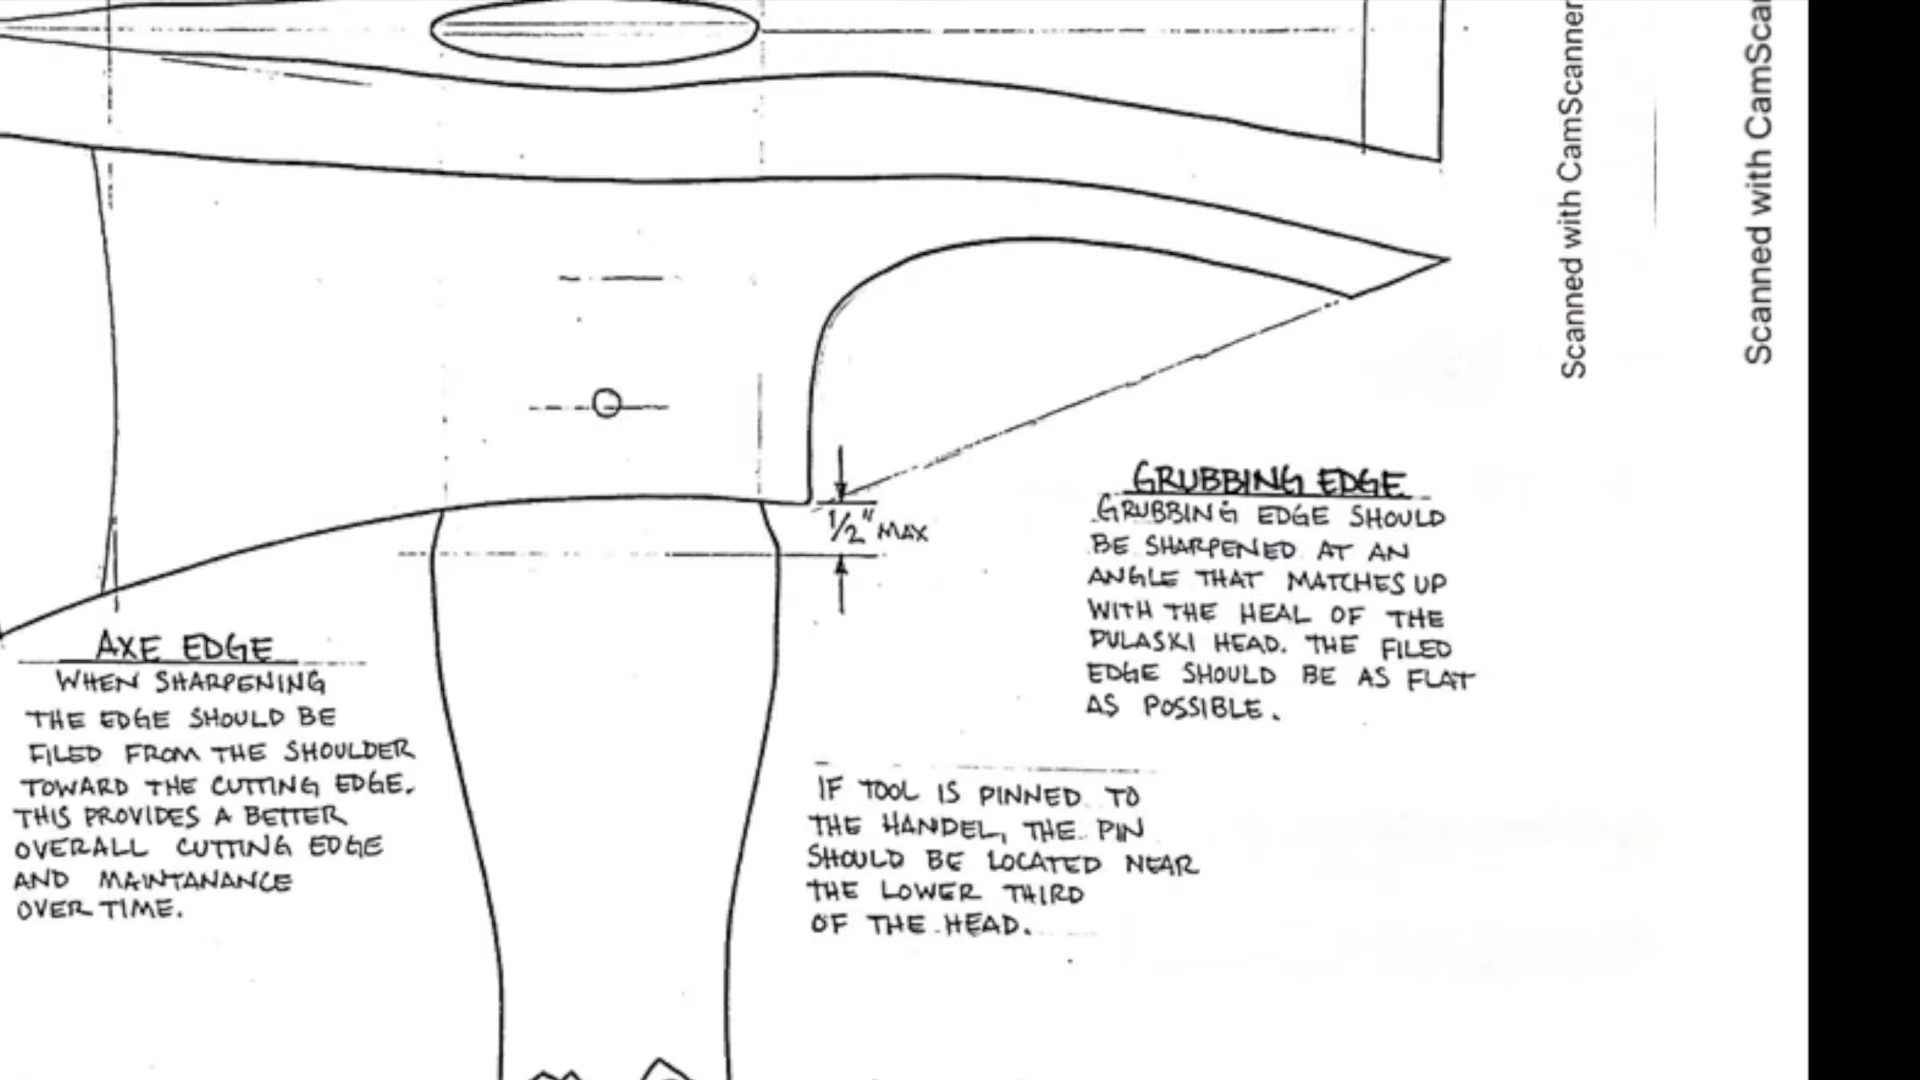 Scanned with CamScanner
Scanned with CamScan
1/2" MAX
GRUBBING EDGE
GRUBBING EDGE SHOULD
BE SHARPENED AT AN
ANGLE THAT MATCHES UP
WITH THE HEAL OF THE
PULASKI HEAD. THE FILED
EDGE SHOULD BE AS FLAT
AS POSSIBLE.
AXE EDGE
WHEN SHARPENING
THE EDGE SHOULD BE
FILED FROM THE SHOULDER
TOWARD THE CUTTING EDGE.
THIS PROVIDES A BETTER
OVERALL CUTTING EDGE
AND MAINTANANCE
OVER TIME.
IF TOOL IS PINNED TO
THE HANDEL, THE PIN
SHOULD BE LOCATED NEAR
THE LOWER THIRD
OF THE HEAD.